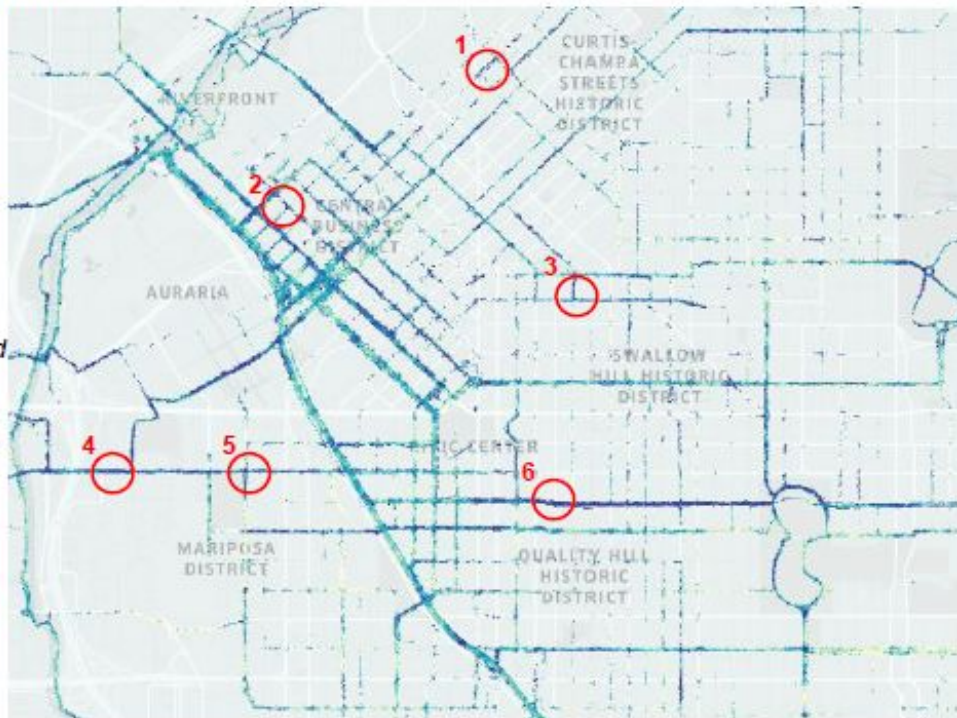 1
CURTIS-
CHAMPA
STREETS
HISTORIC
DISTRICT
RIVERFRONT
2
CENTRAL
BUSINESS
DISTRICT
3
AURARIA
d
SWALLOW
HILL HISTORIC
DISTRICT
4
5
CIVIC CENTER
6
MARIPOSA
DISTRICT
QUALITY HILL
HISTORIC
DISTRICT